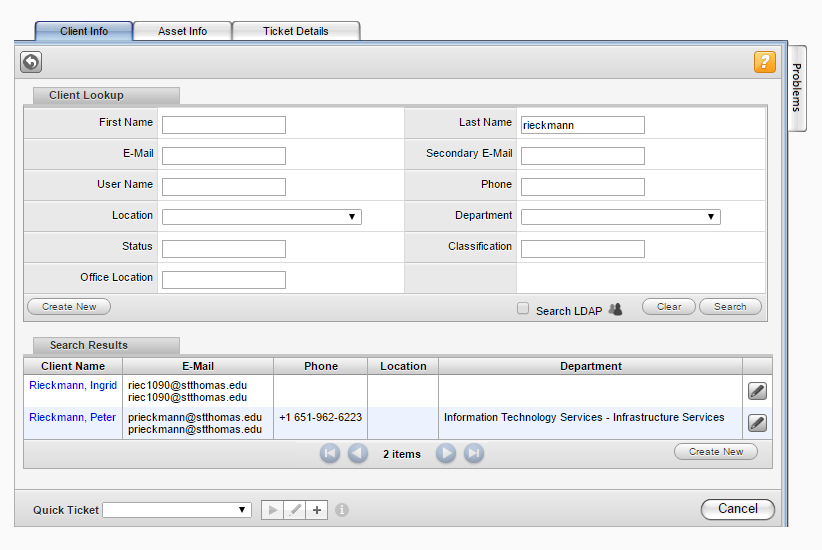 Client Info Asset Info Ticket Details
?
Problems
Client Lookup
First Name Last Name rieckmann
E-Mail Secondary E-Mail
User Name Phone
Location Department
Status Classification
Office Location
Create New Search LDAP Clear Search
Search Results
Client Name E-Mail Phone Location Department
Rieckmann, Ingrid riec1090@stthomas.edu
riec1090@stthomas.edu
Rieckmann, Peter prieckmann@stthomas.edu +1 651-962-6223 Information Technology Services - Infrastructure Services
prieckmann@stthomas.edu
2 items Create New
Quick Ticket Cancel